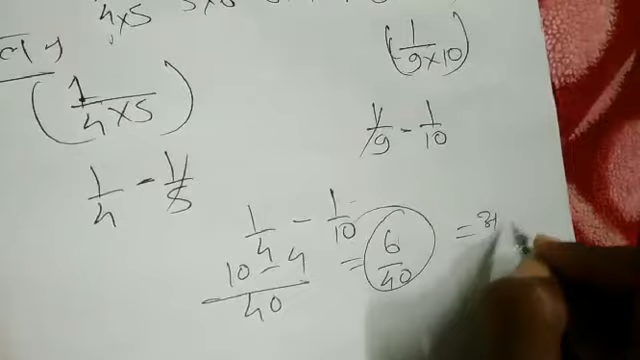 4×5
(1/4×5)
(1/9×10)
1/4 - 1/5
1/9 - 1/10
1/4 - 1/10
10-4/40 = 6/40 =